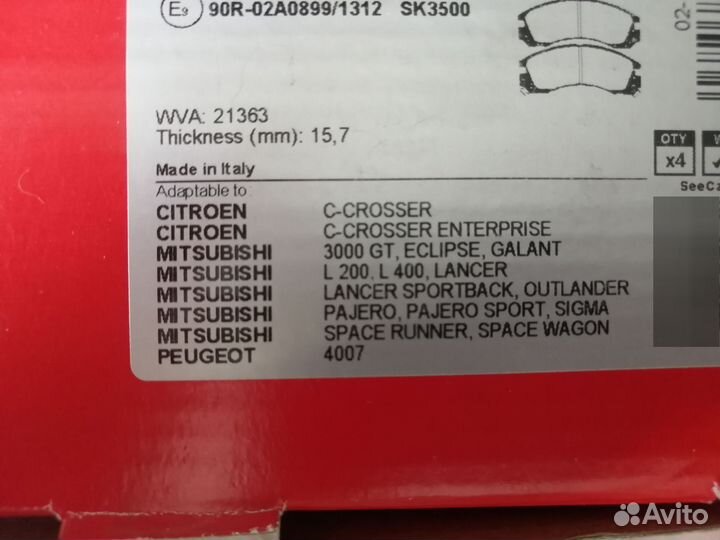 E9 90R-02A0899/1312 SK3500
02-
WVA: 21363
Thickness (mm): 15,7
QTY
x4
Made in Italy
SeeCa
Adaptable to:
CITROEN C-CROSSER
CITROEN C-CROSSER ENTERPRISE
MITSUBISHI 3000 GT, ECLIPSE, GALANT
MITSUBISHI L 200, L 400, LANCER
MITSUBISHI LANCER SPORTBACK, OUTLANDER
MITSUBISHI PAJERO, PAJERO SPORT, SIGMA
MITSUBISHI SPACE RUNNER, SPACE WAGON
PEUGEOT 4007
Avito